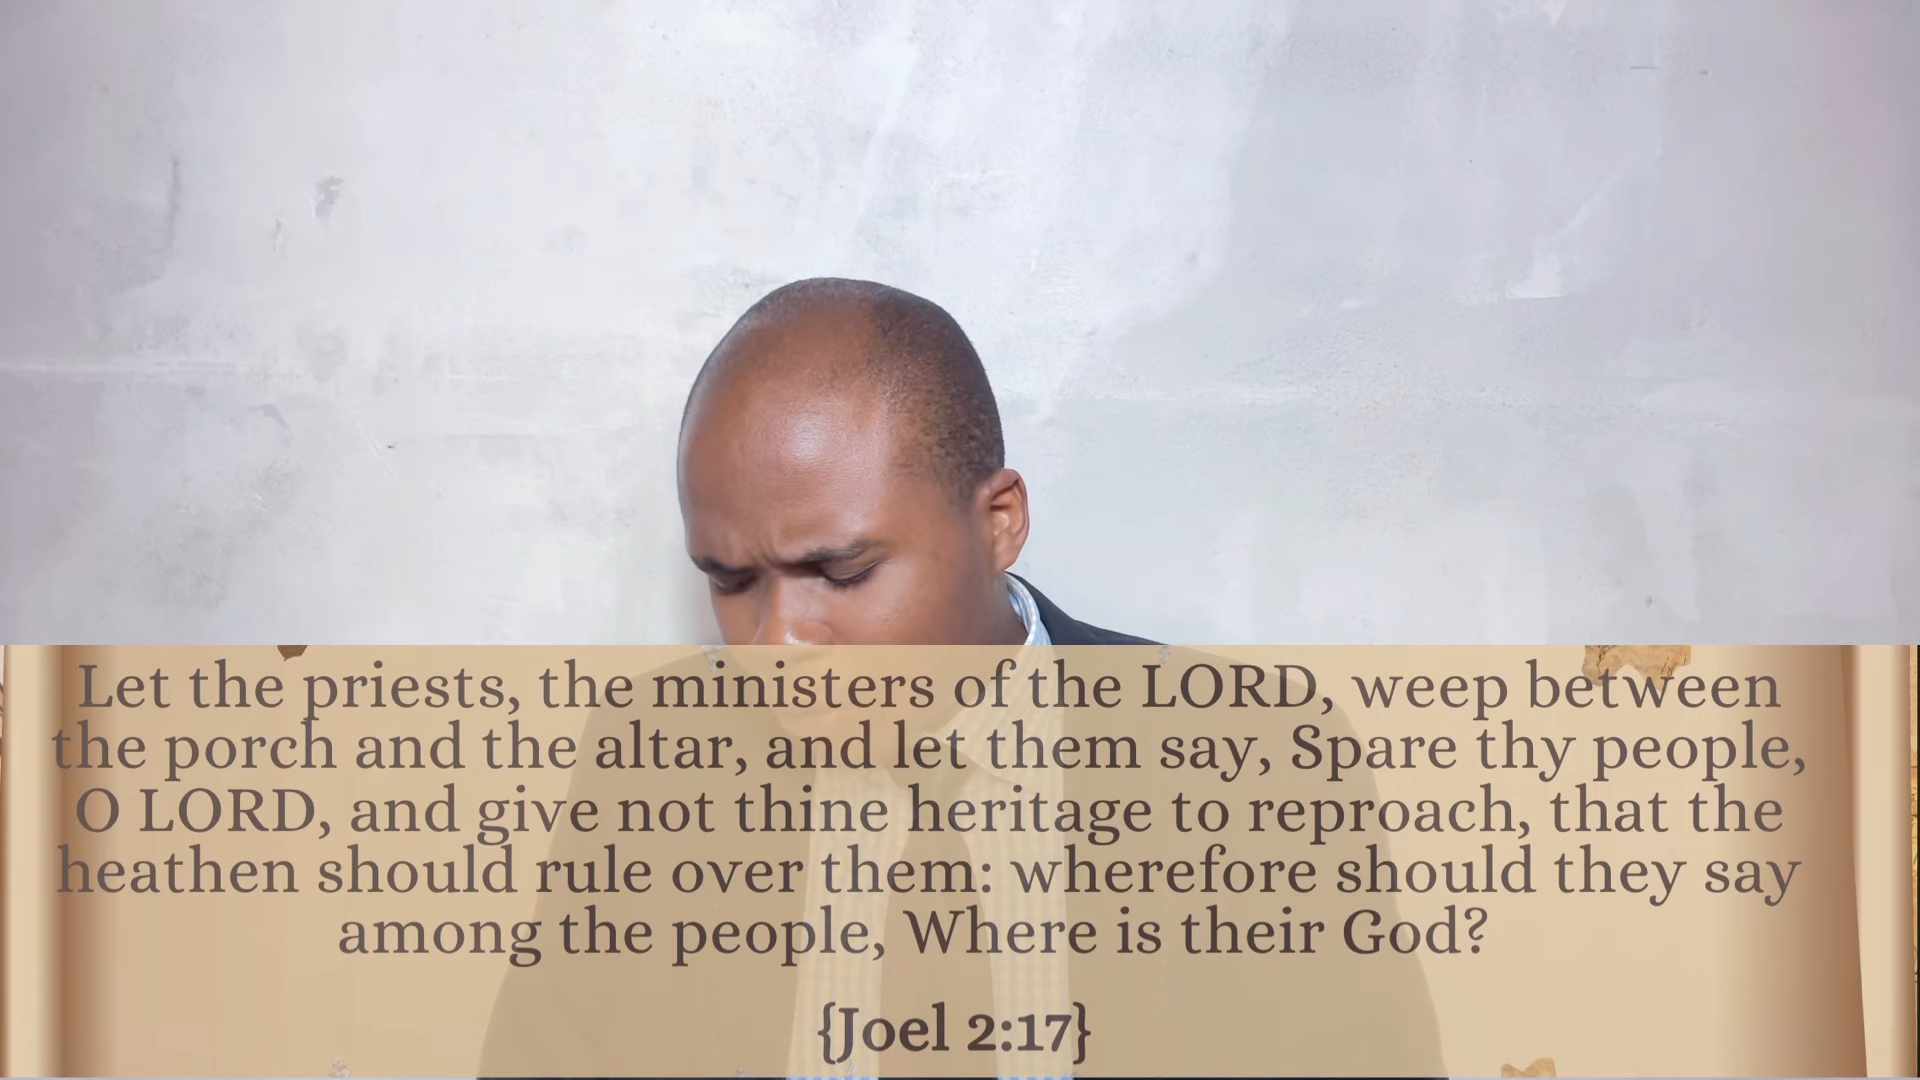 Let the priests, the ministers of the LORD, weep between
the porch and the altar, and let them say, Spare thy people,
O LORD, and give not thine heritage to reproach, that the
heathen should rule over them: wherefore should they say
among the people, Where is their God?
{Joel 2:17}